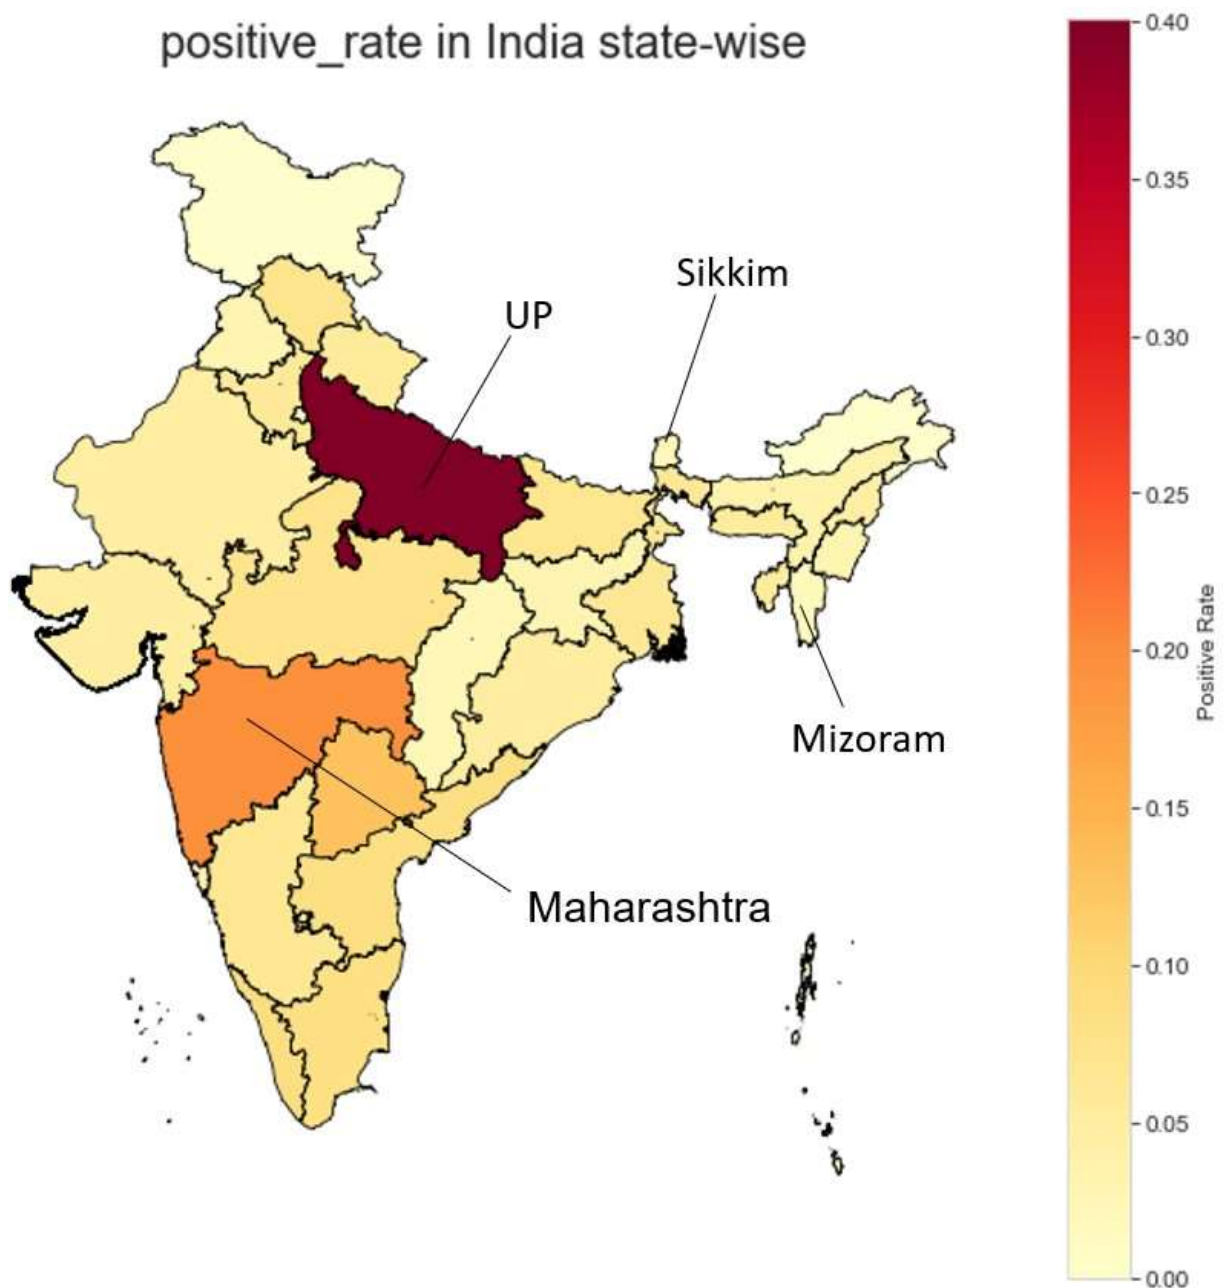 positive_rate in India state-wise
Sikkim
UP
Mizoram
Maharashtra
0.40
0.35
0.30
0.25
0.20
0.15
0.10
0.05
0.00
Positive Rate